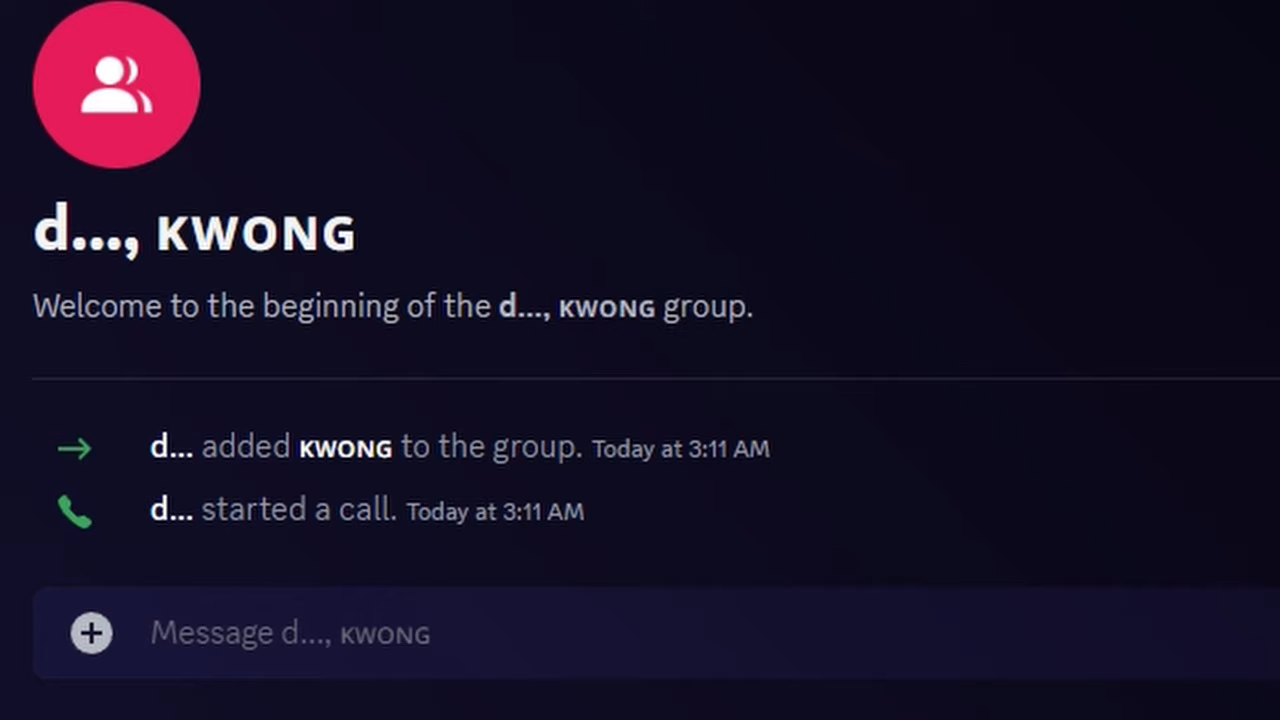 d..., KWONG
Welcome to the beginning of the d..., KWONG group.
d... added KWONG to the group. Today at 3:11 AM
d... started a call. Today at 3:11 AM
Message d..., KWONG